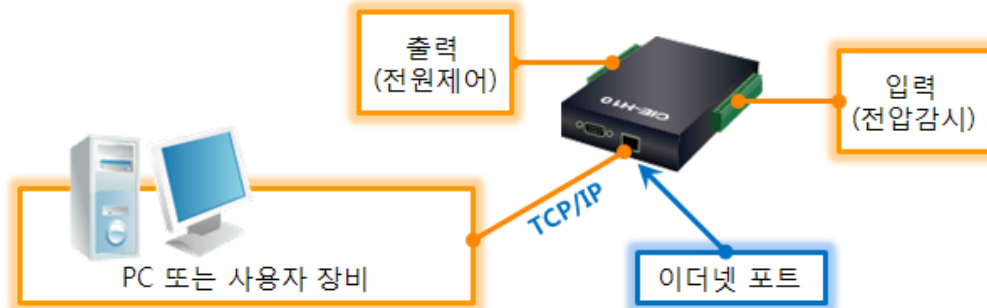 출력
(전원제어)
입력
(전압감시)
CIE-H10
TCP/IP
PC 또는 사용자 장비
이더넷 포트